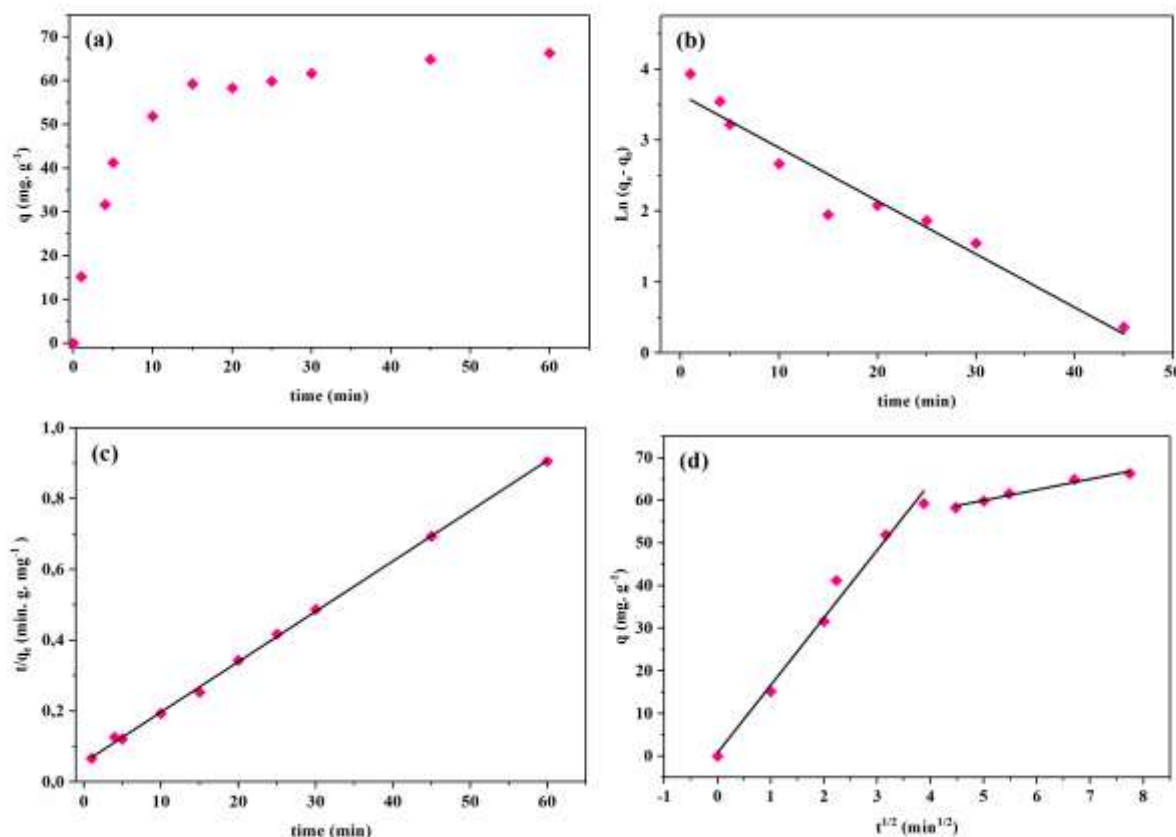 (a)
70
60
50
40
30
20
10
0
q (mg. g⁻¹)
0 10 20 30 40 50 60
time (min)
(b)
4
3
2
1
0
Ln (qₑ - qₜ)
0 10 20 30 40 50
time (min)
(c)
1,0
0,8
0,6
0,4
0,2
0,0
t/qₜ (min. g. mg⁻¹)
0 10 20 30 40 50 60
time (min)
(d)
70
60
50
40
30
20
10
0
q (mg. g⁻¹)
-1 0 1 2 3 4 5 6 7 8
t¹ᐟ² (min¹ᐟ²)